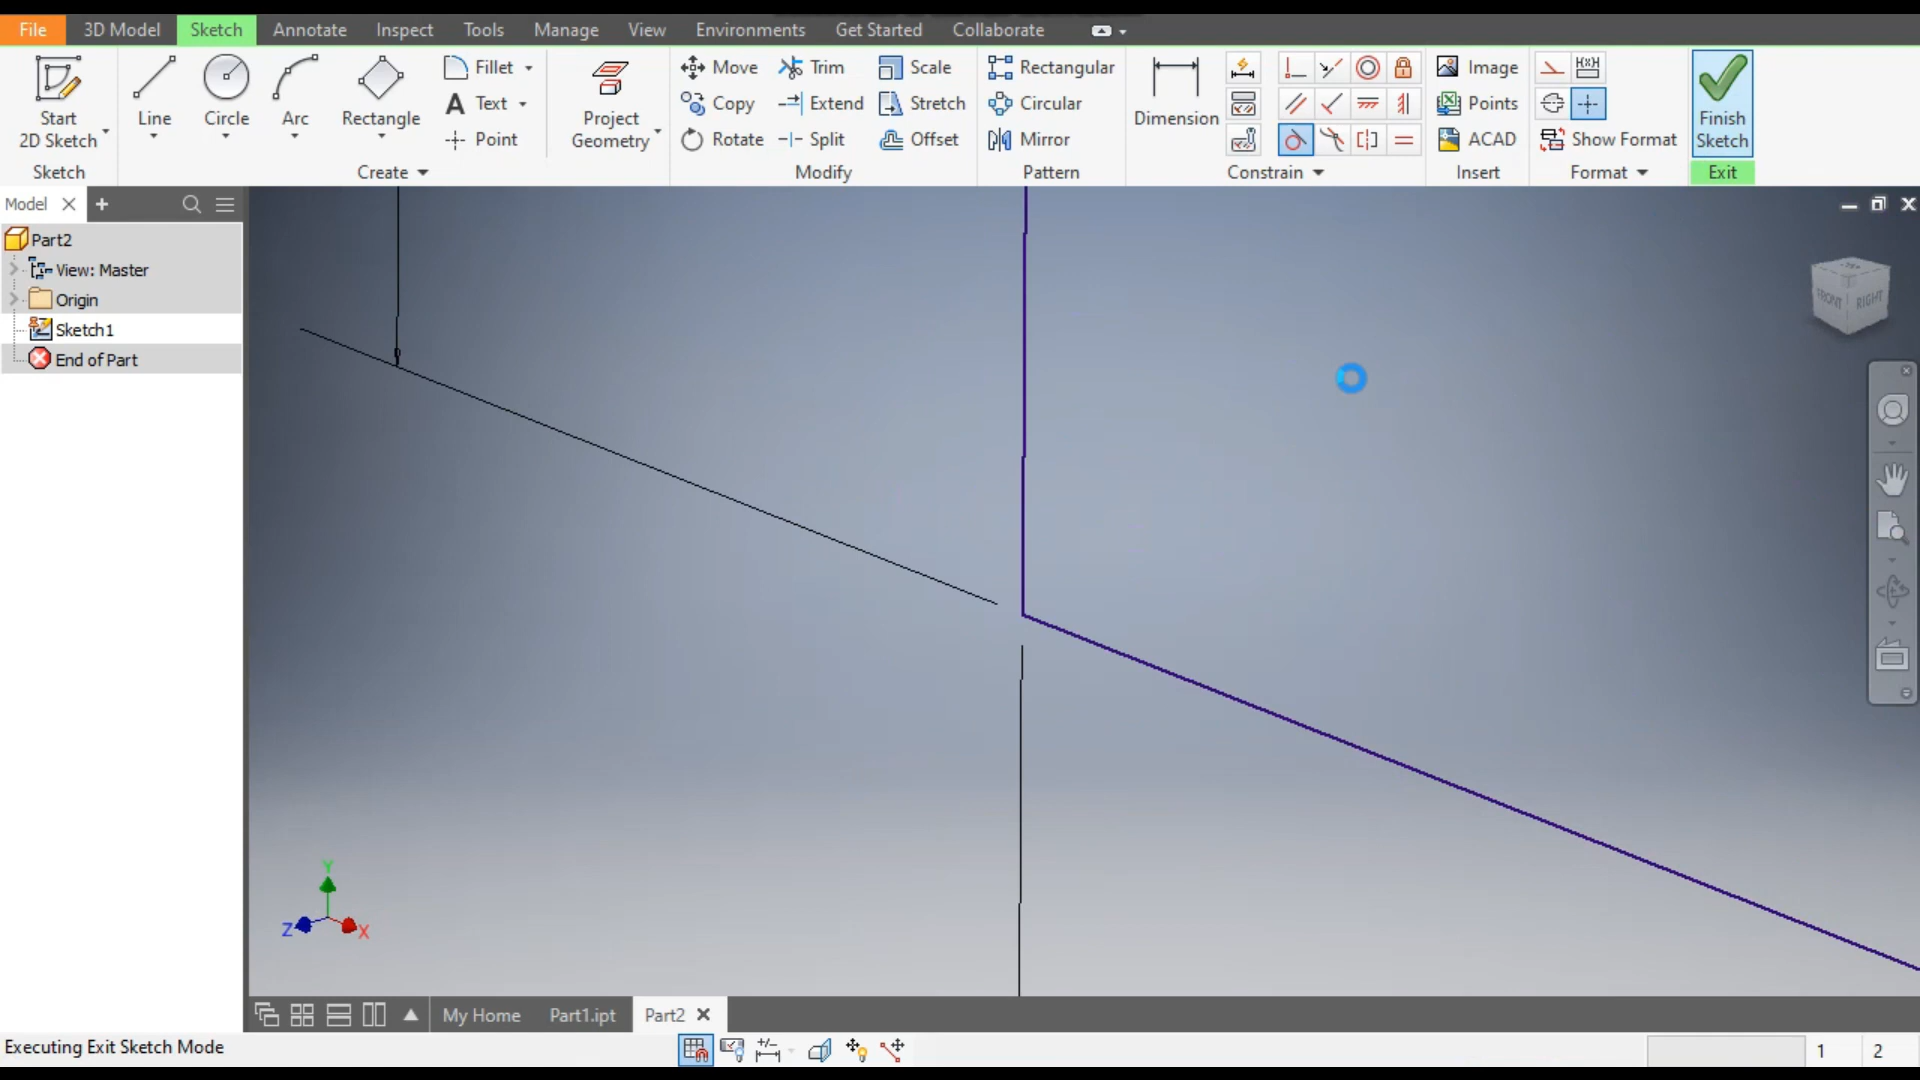 File 3D Model Sketch Annotate Inspect Tools Manage View Environments Get Started Collaborate
Start
2D Sketch
Sketch
Line
Circle
Arc
Rectangle
Fillet
Text
Point
Create
Project
Geometry
Move
Copy
Rotate
Trim
Extend
Split
Scale
Stretch
Offset
Modify
Rectangular
Circular
Mirror
Pattern
Dimension
Constrain
Image
Points
ACAD
Insert
Show Format
Format
Finish
Sketch
Exit
Model
Part2
View: Master
Origin
Sketch1
End of Part
FRONT RIGHT
Y
Z
X
My Home Part1.ipt Part2
Executing Exit Sketch Mode
1 2